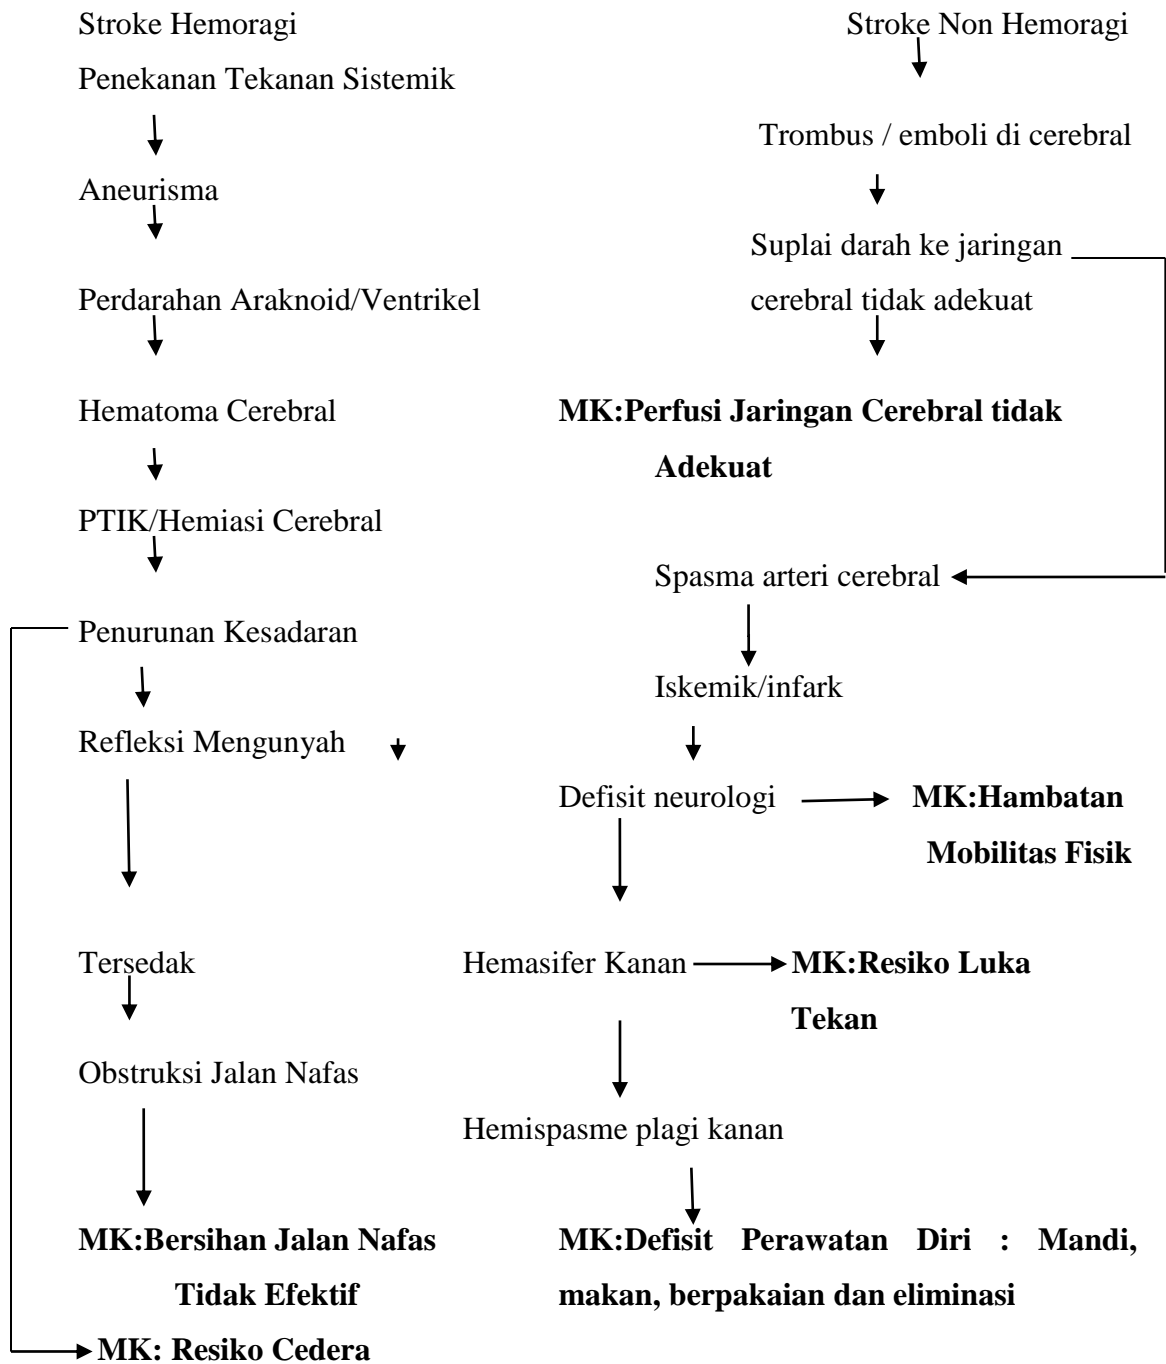 Stroke Hemoragi
Stroke Non Hemoragi
Penekanan Tekanan Sistemik
Trombus / emboli di cerebral
Aneurisma
Suplai darah ke jaringan
Perdarahan Araknoid/Ventrikel
cerebral tidak adekuat
Hematoma Cerebral
MK:Perfusi Jaringan Cerebral tidak
Adekuat
PTIK/Hemiasi Cerebral
Spasma arteri cerebral
Penurunan Kesadaran
Iskemik/infark
Refleksi Mengunyah
Defisit neurologi
MK:Hambatan
Mobilitas Fisik
Tersedak
Hemasifer Kanan
MK:Resiko Luka
Tekan
Obstruksi Jalan Nafas
Hemispasme plagi kanan
MK:Bersihan Jalan Nafas
Tidak Efektif
MK:Defisit Perawatan Diri : Mandi,
makan, berpakaian dan eliminasi
MK: Resiko Cedera